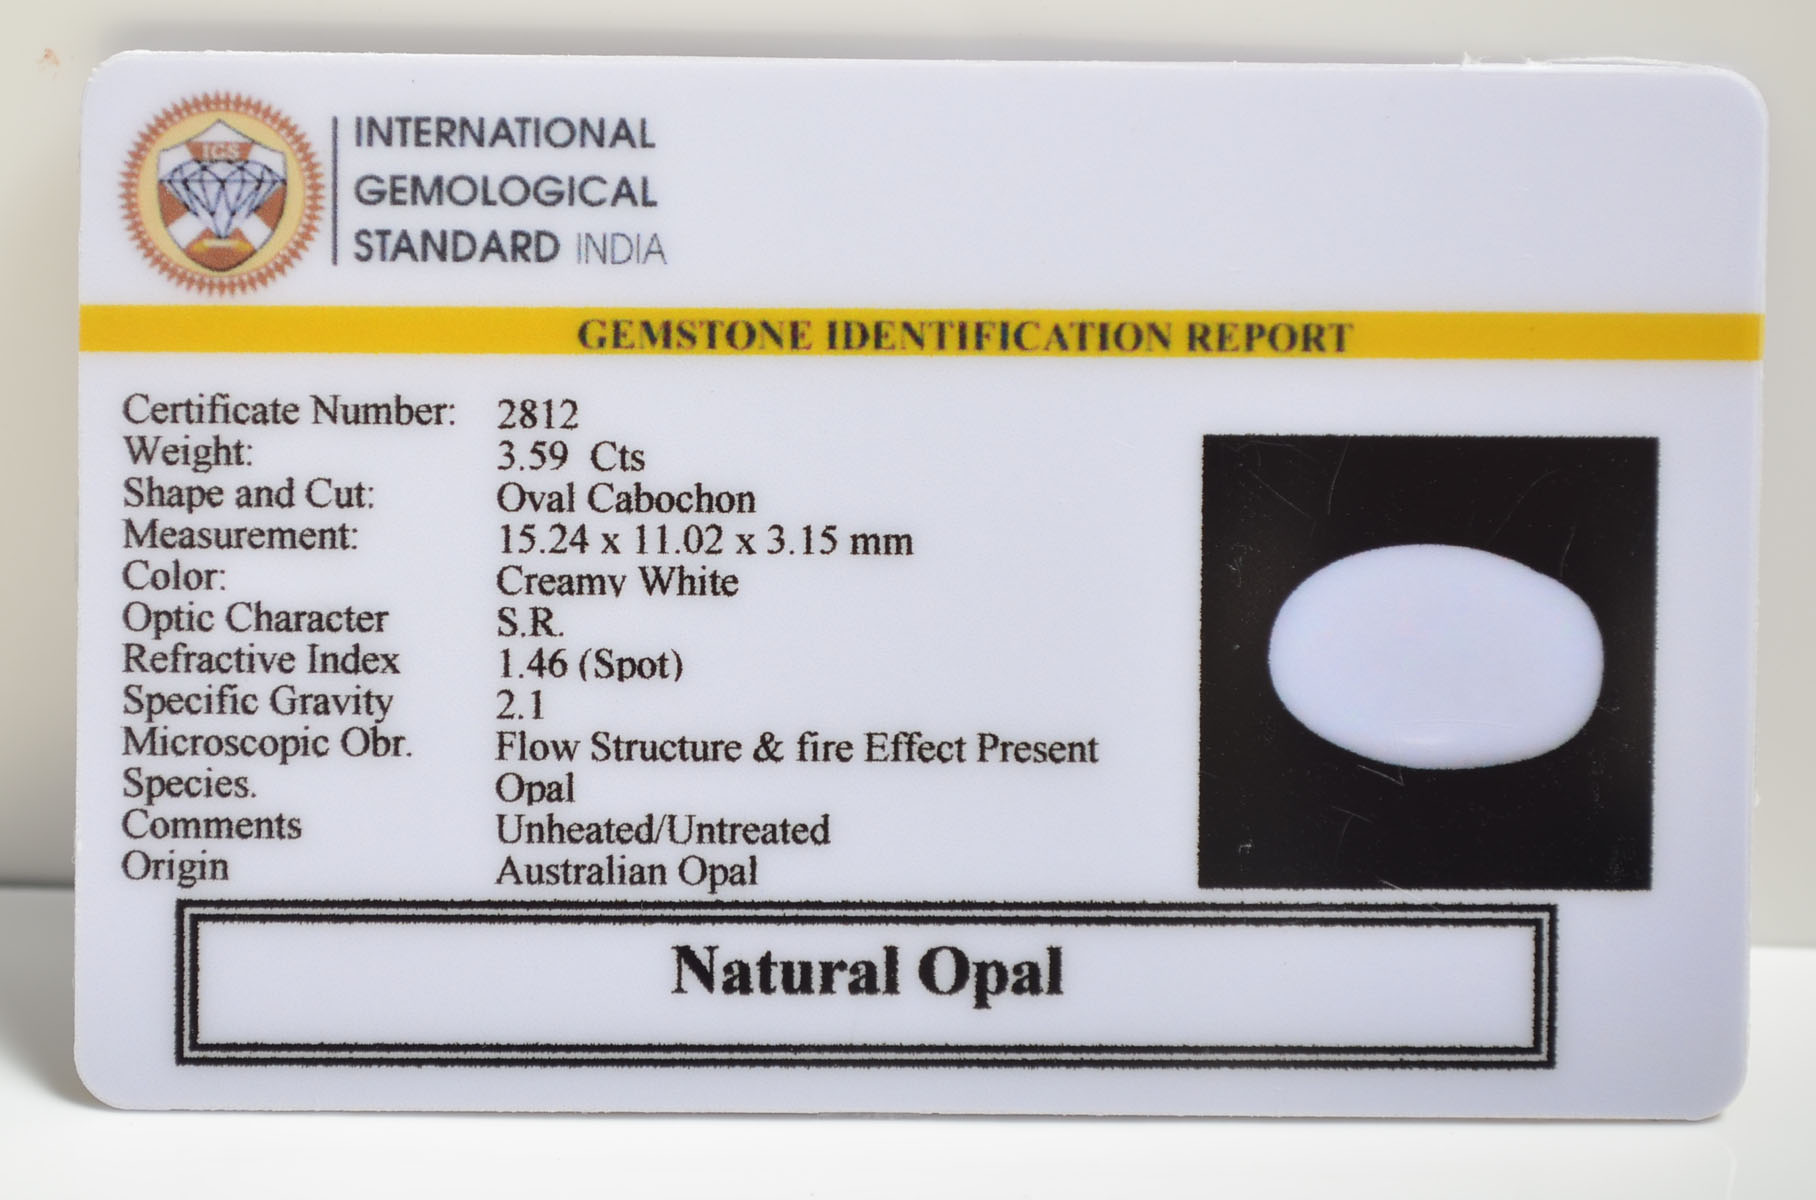 IGS
INTERNATIONAL
GEMOLOGICAL
STANDARD INDIA
GEMSTONE IDENTIFICATION REPORT
Certificate Number: 2812
Weight: 3.59 Cts
Shape and Cut: Oval Cabochon
Measurement: 15.24 x 11.02 x 3.15 mm
Color: Creamy White
Optic Character S.R.
Refractive Index 1.46 (Spot)
Specific Gravity 2.1
Microscopic Obr. Flow Structure & fire Effect Present
Species. Opal
Comments Unheated/Untreated
Origin Australian Opal
Natural Opal